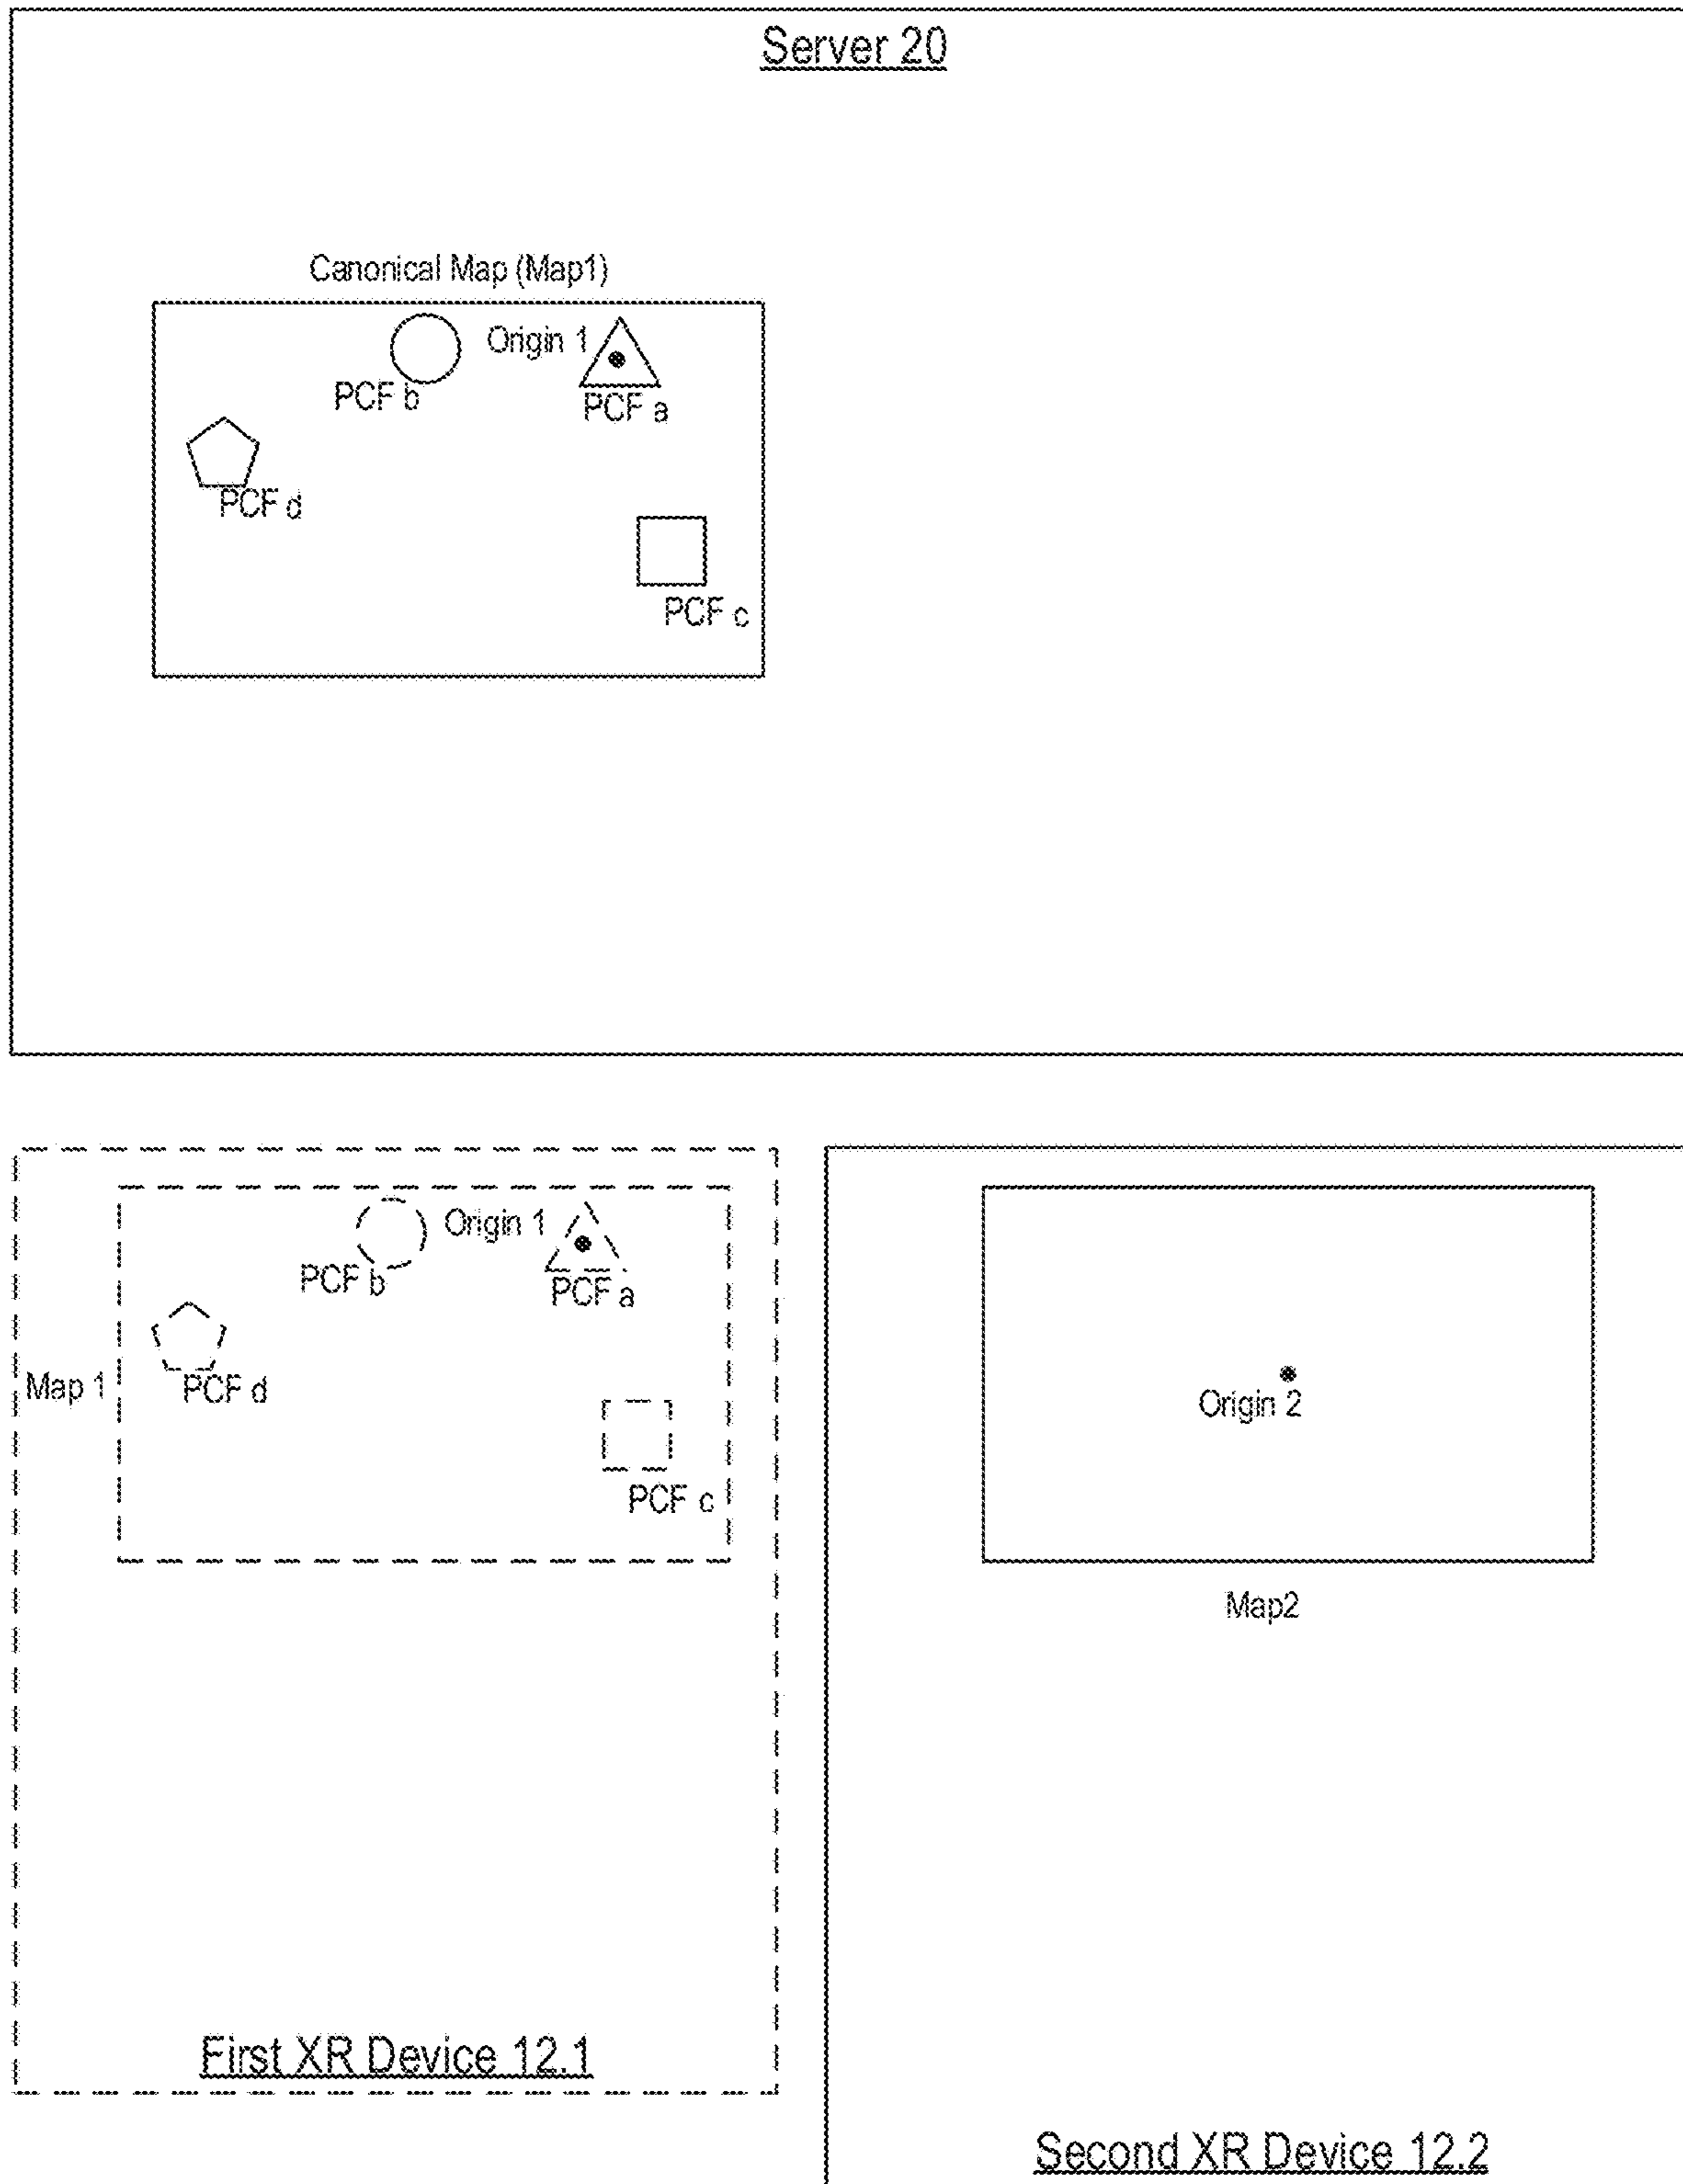 Server 20
Canonical Map (Map1)
Origin 1
PCF b
PCF a
PCF d
PCF c
Origin 1
PCF b
PCF a
Map 1
PCF d
PCF c
First XR Device 12.1
Origin 2
Map2
Second XR Device 12.2